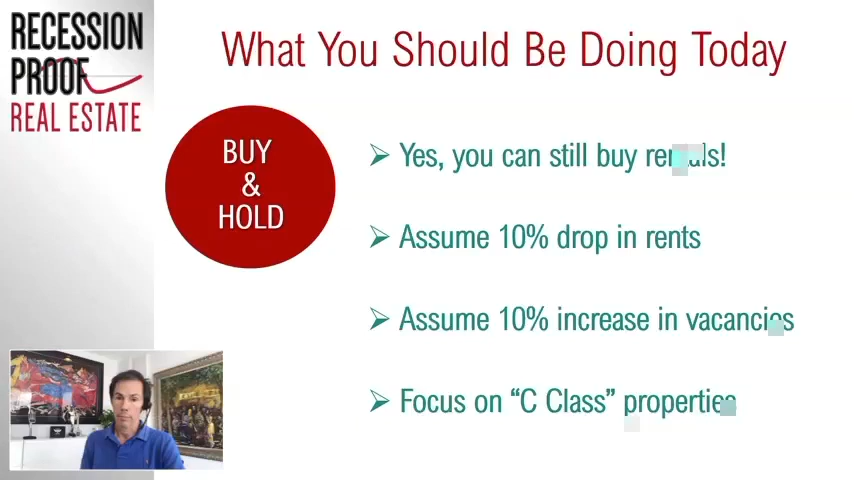 RECESSION
PROOF
REAL ESTATE
What You Should Be Doing Today
BUY
&
HOLD
➢ Yes, you can still buy rentals!
➢ Assume 10% drop in rents
➢ Assume 10% increase in vacancies
➢ Focus on “C Class” properties